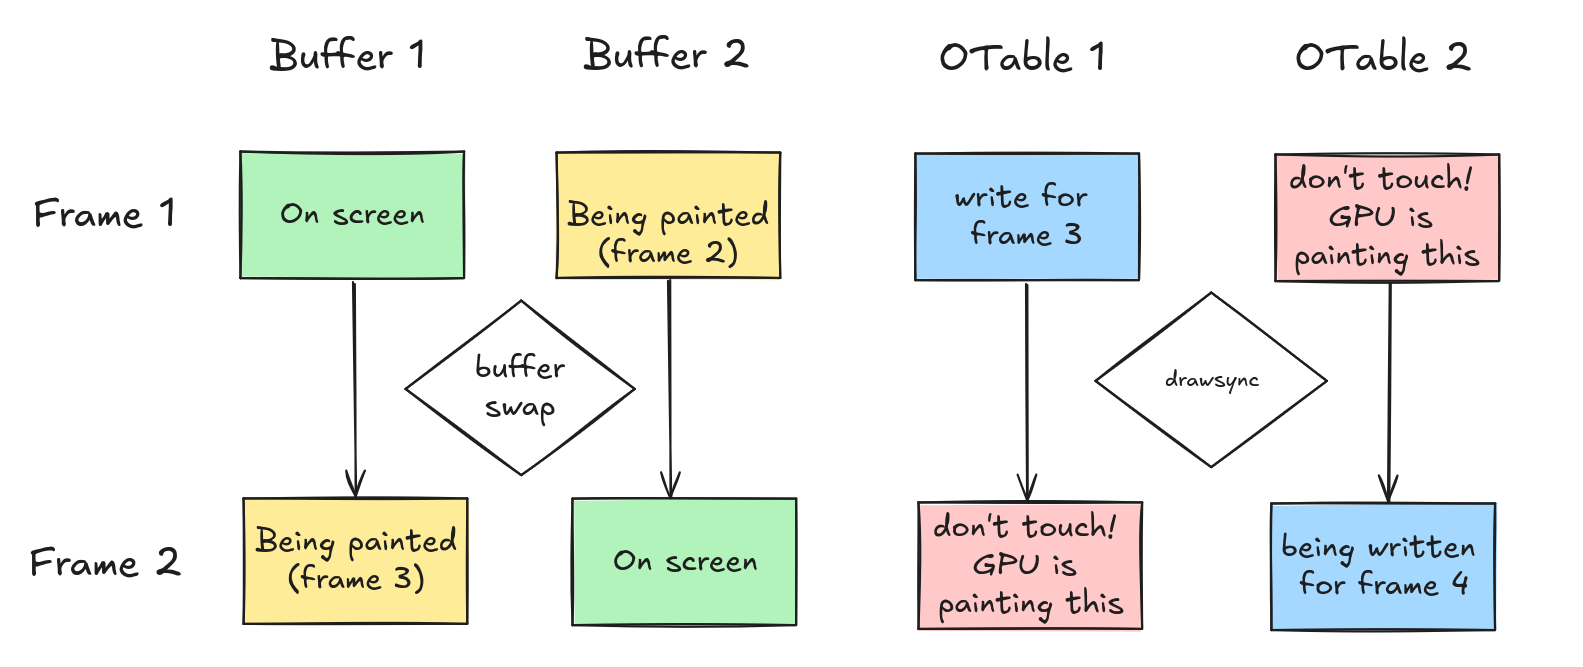 Buffer 1
Buffer 2
OTable 1
OTable 2
Frame 1
On screen
Being painted
(frame 2)
write for
frame 3
don't touch!
GPU is
painting this
buffer
swap
drawsync
Frame 2
Being painted
(frame 3)
On screen
don't touch!
GPU is
painting this
being written
for frame 4